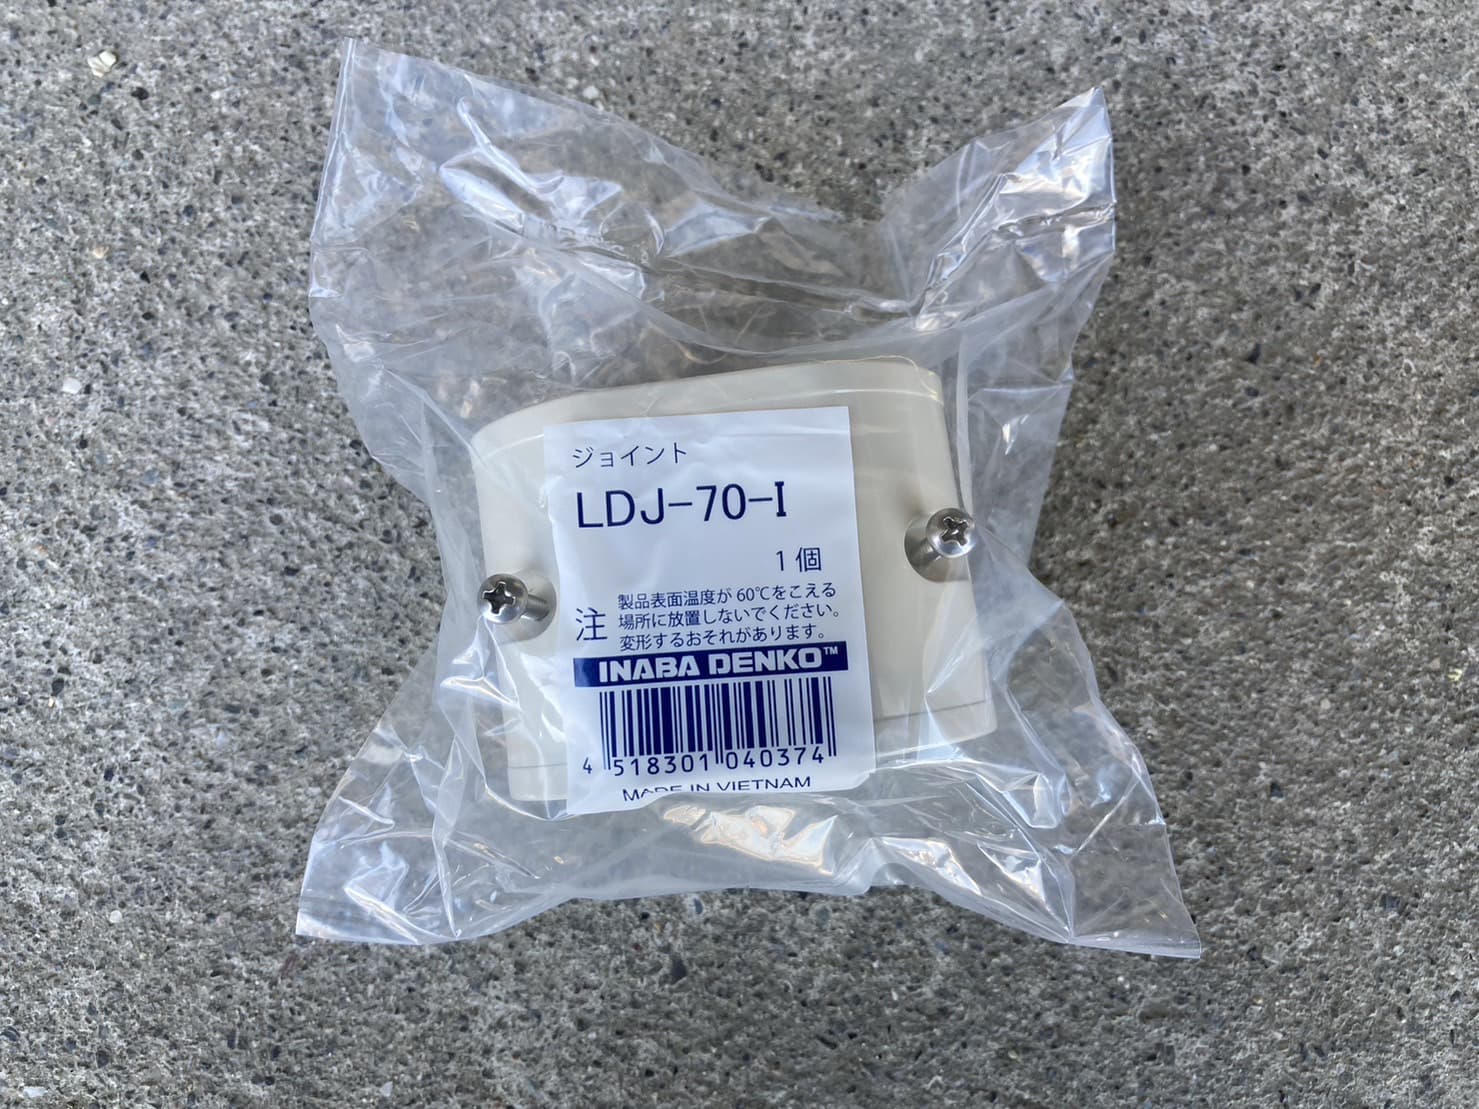 ジョイント
LDJ-70-I
1個
注
製品表面温度が60℃をこえる
場所に放置しないでください。
変形するおそれがあります。
INABA DENKO™
4 518301 040374
MADE IN VIETNAM